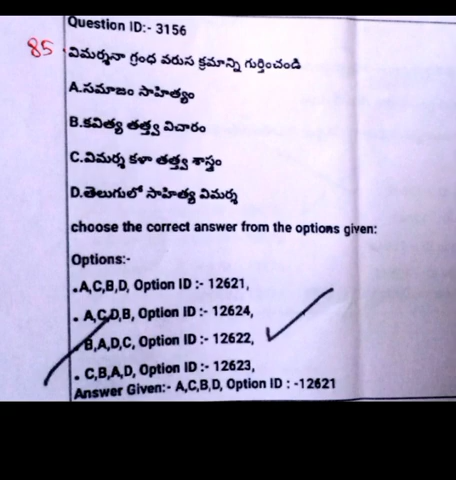 Question ID:- 3156
85. విమర్శనా గ్రంధ వరుస క్రమాన్ని గుర్తించండి
A.సమాజం సాహిత్యం
B.కవిత్య తత్త్వ విచారం
C.విమర్శ కళా తత్త్వ శాస్త్రం
D.తెలుగులో సాహిత్య విమర్శ
choose the correct answer from the options given:
Options:-
.A,C,B,D, Option ID :- 12621,
. A,C,D,B, Option ID :- 12624,
. B,A,D,C, Option ID :- 12622,
. C,B,A,D, Option ID :- 12623,
Answer Given:- A,C,B,D, Option ID : -12621